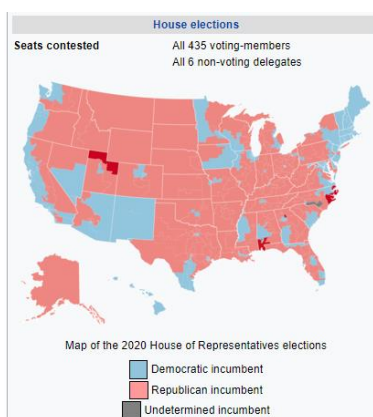 House elections
Seats contested All 435 voting-members
All 6 non-voting delegates
Map of the 2020 House of Representatives elections
Democratic incumbent
Republican incumbent
Undetermined incumbent